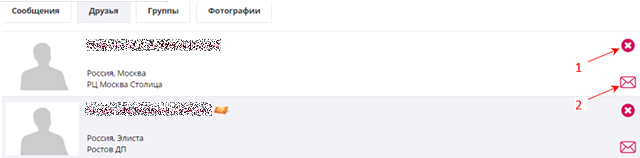 Сообщения Друзья Группы Фотографии
1
Россия, Москва
РЦ Москва Столица
2
Россия, Элиста
Ростов ДП